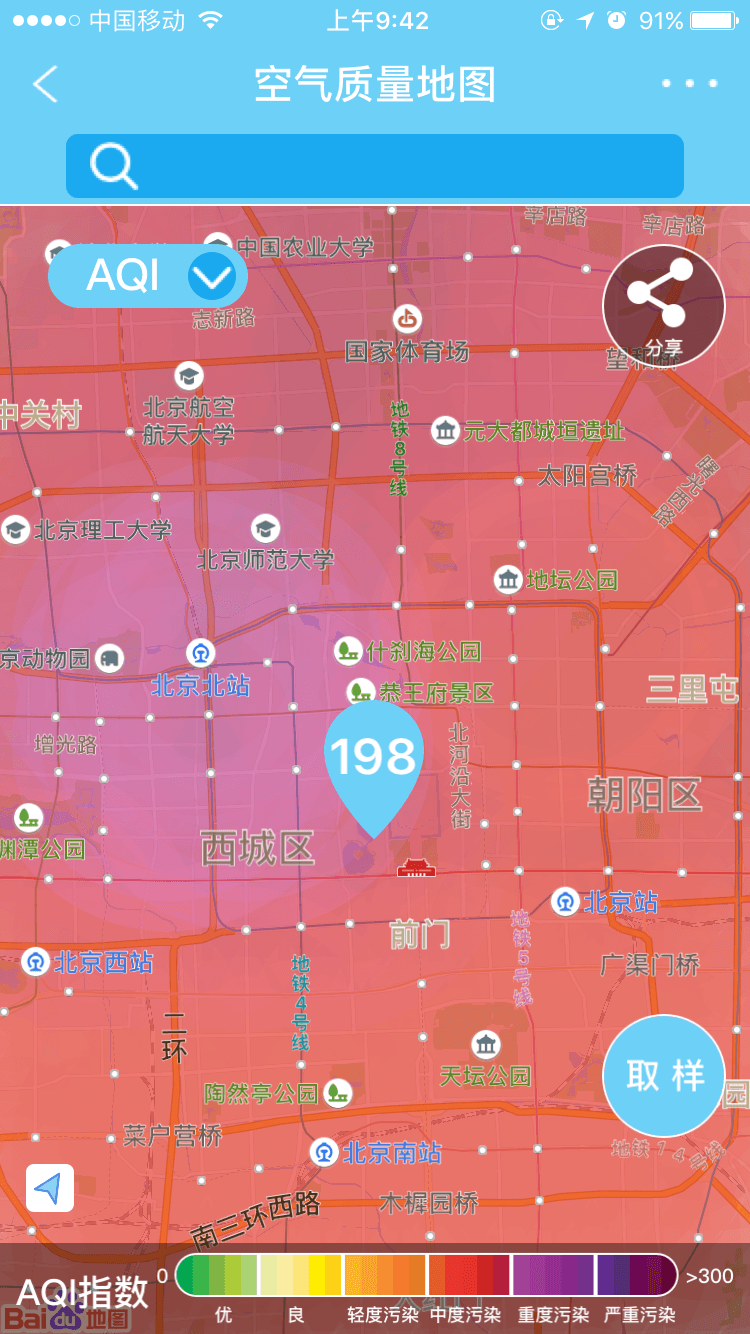 中国移动
上午9:42
91%
空气质量地图
辛店路
辛店路
中国农业大学
AQI
分享
志新路
国家体育场
望和桥
北京航空
航天大学
中关村
地铁8号线
元大都城垣遗址
太阳宫桥
曙光西路
北京理工大学
北京师范大学
地坛公园
京动物园
什刹海公园
北京北站
恭王府景区
三里屯
增光路
198
北河沿大街
朝阳区
渊潭公园
西城区
北京站
前门
地铁5号线
北京西站
地铁4号线
广渠门桥
二环
天坛公园
取样
陶然亭公园
园
菜户营桥
北京南站
地铁14号线
木樨园桥
南三环西路
AQI指数
0
>300
优
良
轻度污染
中度污染
重度污染
严重污染
Bai du 地图